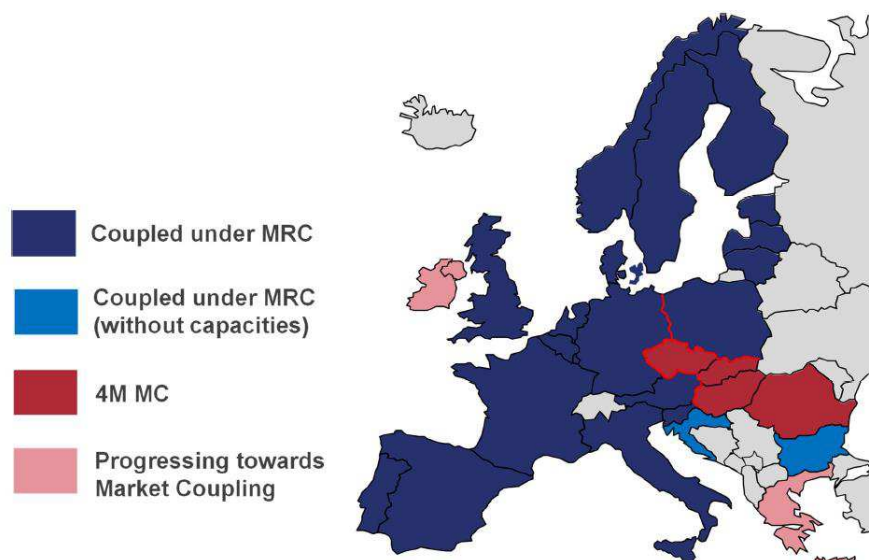 Coupled under MRC
Coupled under MRC
(without capacities)
4M MC
Progressing towards
Market Coupling